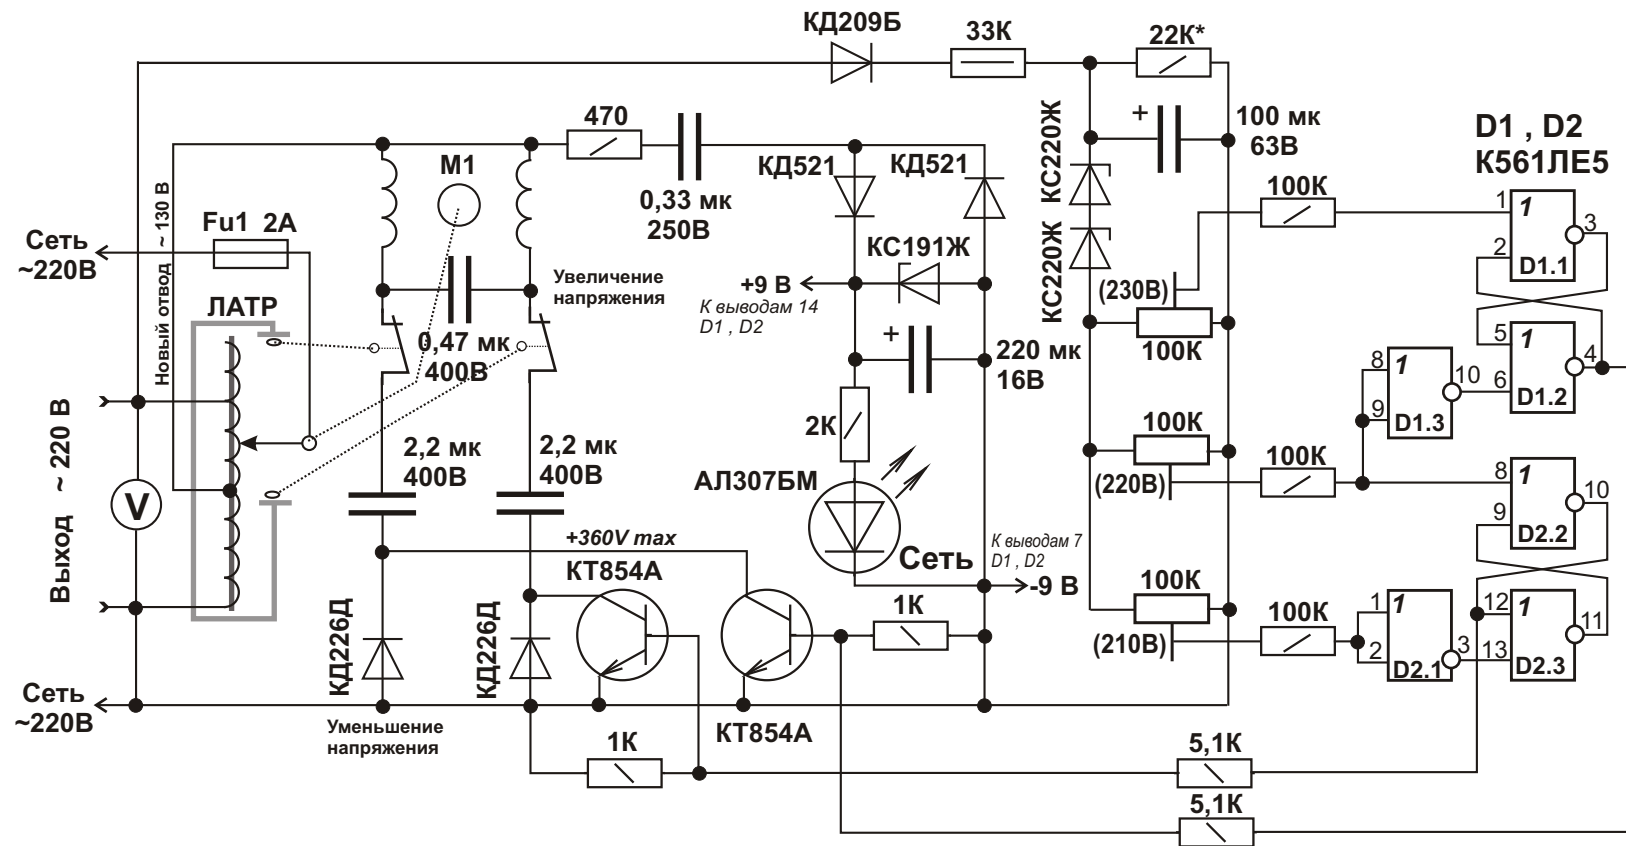 КД209Б
33К
22К*
470
М1
КД521
КД521
КС220Ж
+
100 мк
63В
D1 , D2
К561ЛЕ5
0,33 мк
250В
100К
1
1
3
2
D1.1
Fu1 2А
Сеть
~220В
Новый отвод ~ 130 В
КС191Ж
Увеличение
напряжения
+9 В
К выводам 14
D1 , D2
КС220Ж
(230В)
100К
ЛАТР
0,47 мк
400В
+
220 мк
16В
5
1
4
6
D1.2
8
1
10
9
D1.3
2К
100К
(220В)
100К
2,2 мк
400В
2,2 мк
400В
АЛ307БМ
8
1
10
9
D2.2
Выход ~ 220 В
V
+360V max
КТ854А
Сеть
К выводам 7
D1 , D2
-9 В
100К
(210В)
100К
1К
1
1
3
2
D2.1
12
1
11
13
D2.3
КД226Д
КД226Д
Сеть
~220В
Уменьшение
напряжения
КТ854А
1К
5,1К
5,1К